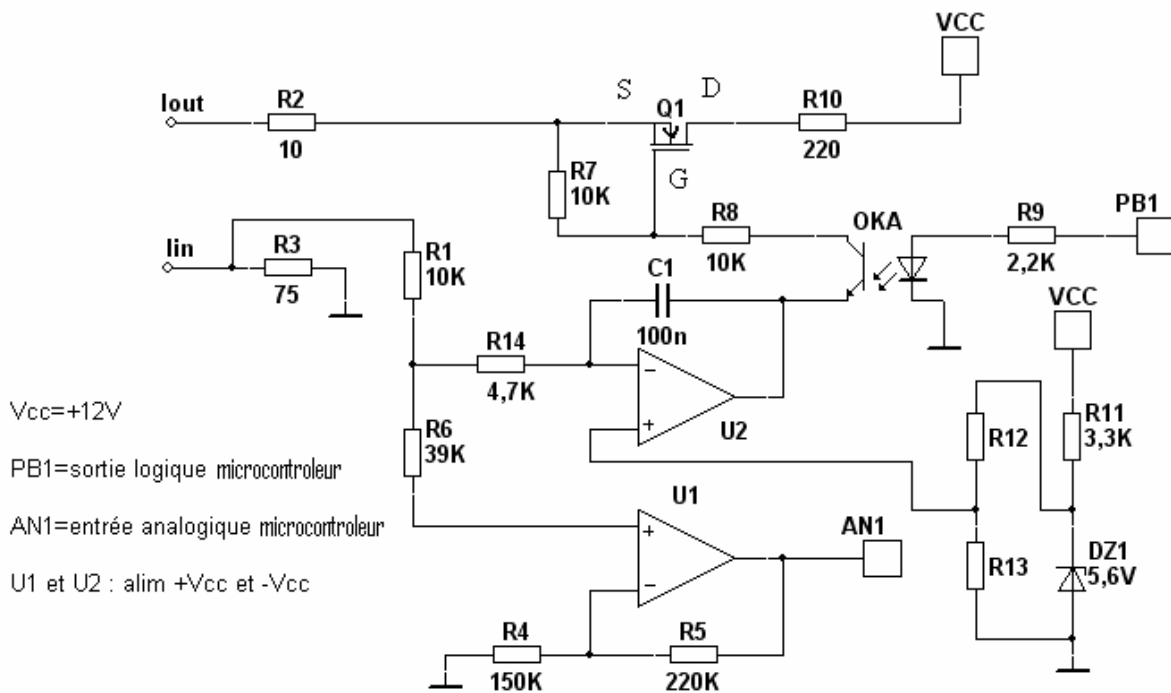 VCC
S
D
Iout
R2
Q1
R10
10
220
R7
10K
G
PB1
R8
OKA
R9
Iin
R3
R1
10K
10K
2,2K
75
C1
VCC
100n
R14
4,7K
−
+
U2
R11
3,3K
R12
Vcc=+12V
R6
39K
PB1=sortie logique microcontroleur
U1
AN1
AN1=entrée analogique microcontroleur
+
−
R13
DZ1
5,6V
U1 et U2 : alim +Vcc et -Vcc
R4
R5
150K
220K